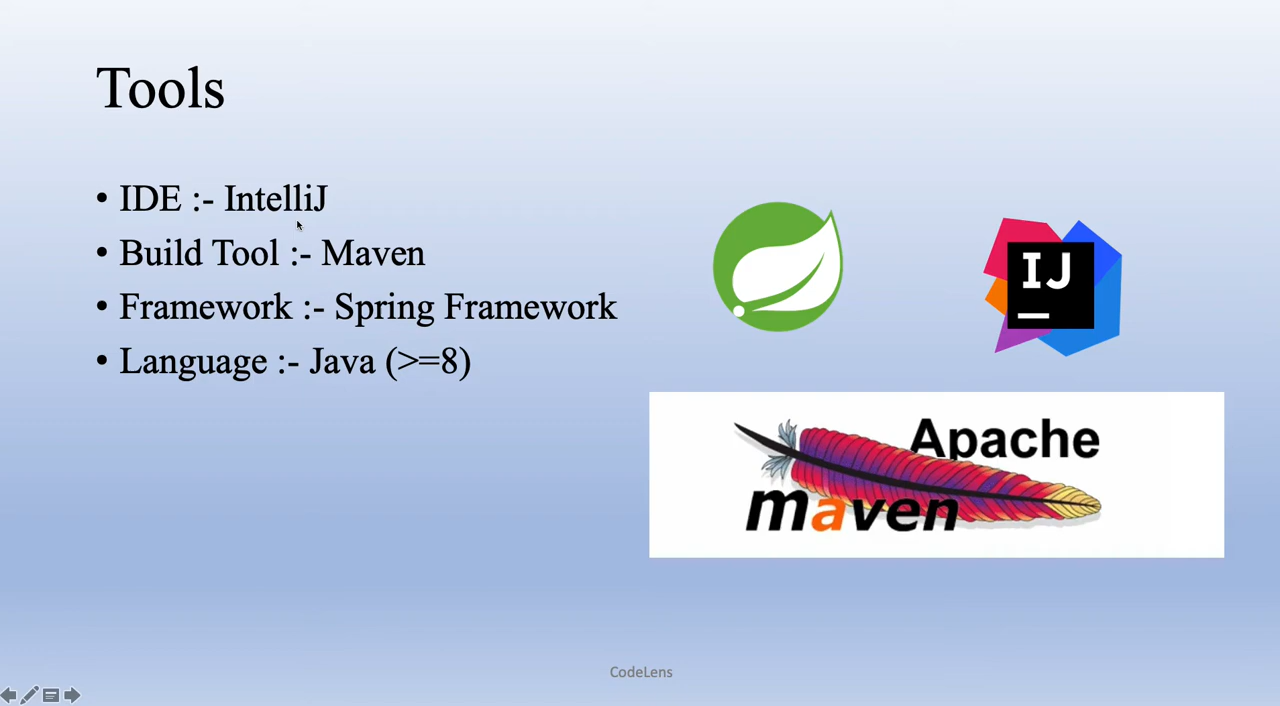 Tools
• IDE :- IntelliJ
• Build Tool :- Maven
• Framework :- Spring Framework
• Language :- Java (>=8)
IJ
Apache
maven
CodeLens